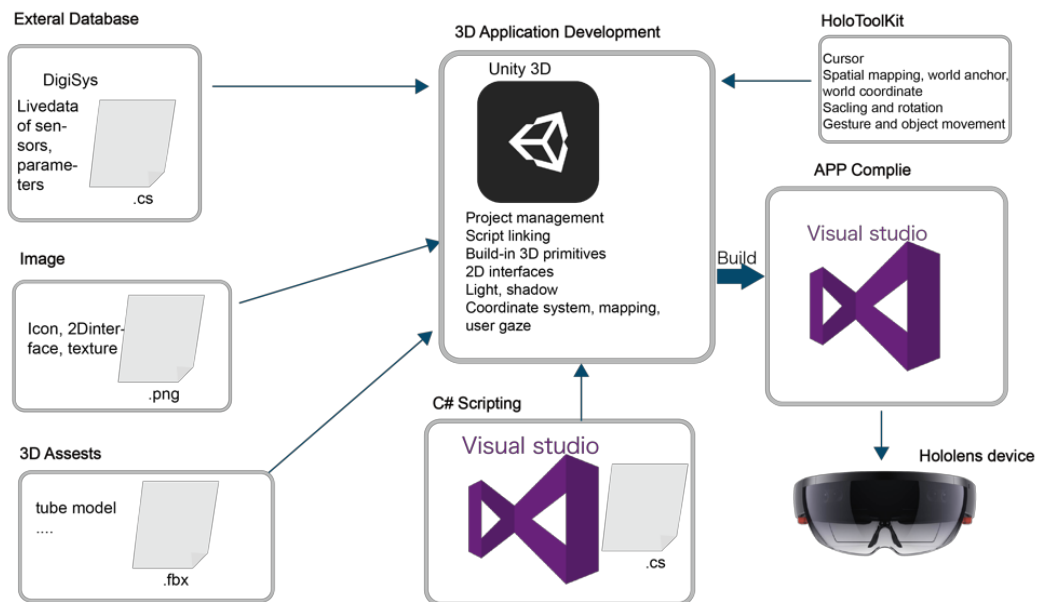 Exteral Database
DigiSys
Livedata
of sen-
sors,
parame-
ters
.cs
Image
Icon, 2Dinter-
face, texture
.png
3D Assests
tube model
....
.fbx
3D Application Development
Unity 3D
Project management
Script linking
Build-in 3D primitives
2D interfaces
Light, shadow
Coordinate system, mapping,
user gaze
C# Scripting
Visual studio
.cs
HoloToolKit
Cursor
Spatial mapping, world anchor,
world coordinate
Sacling and rotation
Gesture and object movement
Build
APP Complie
Visual studio
Hololens device